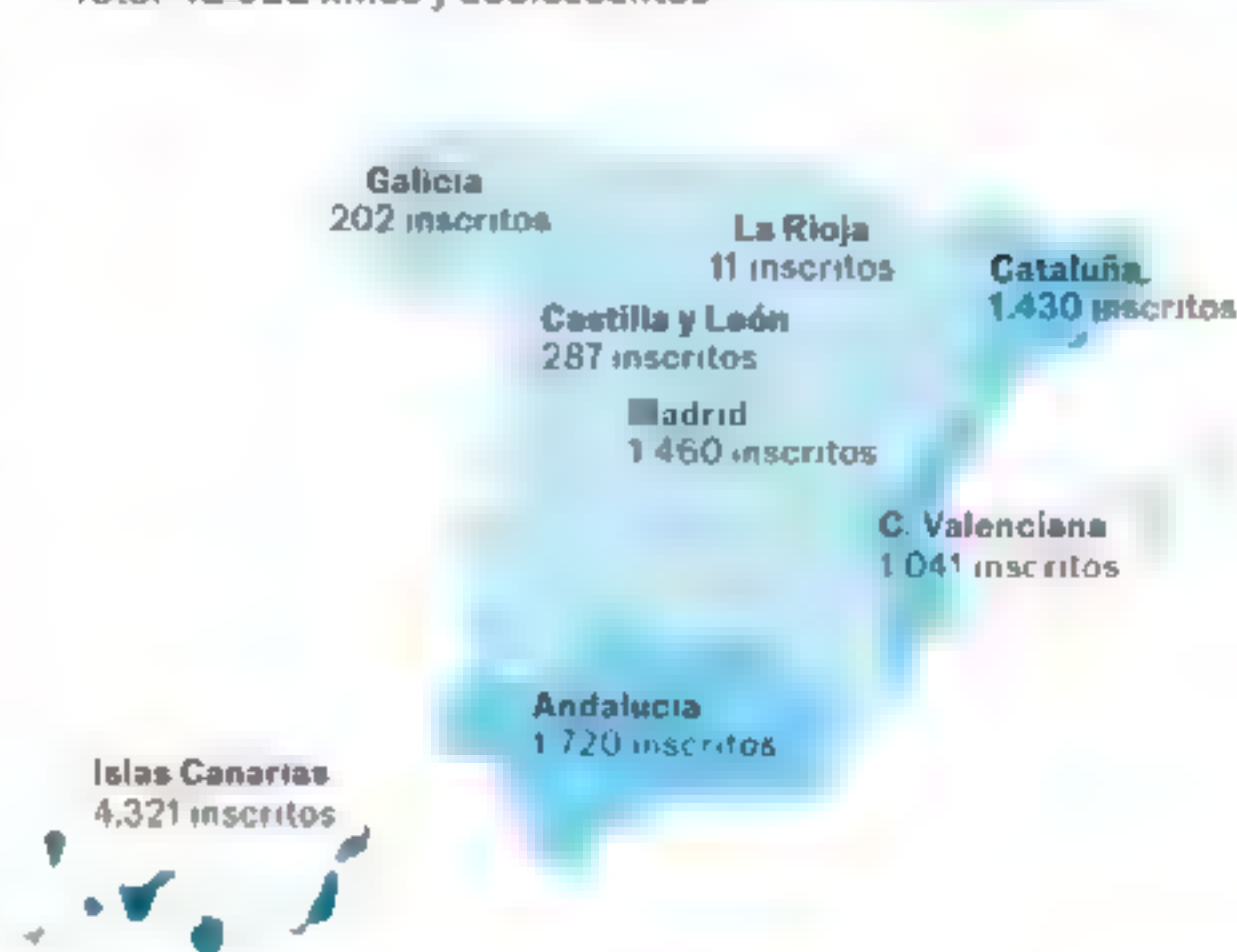 Galicia
202 inscritos
La Rioja
11 inscritos
Cataluña
1.430 inscritos
Castilla y León
287 inscritos
Madrid
1 460 inscritos
C. Valenciana
1 041 inscritos
Andalucía
1 720 inscritos
Islas Canarias
4.321 inscritos